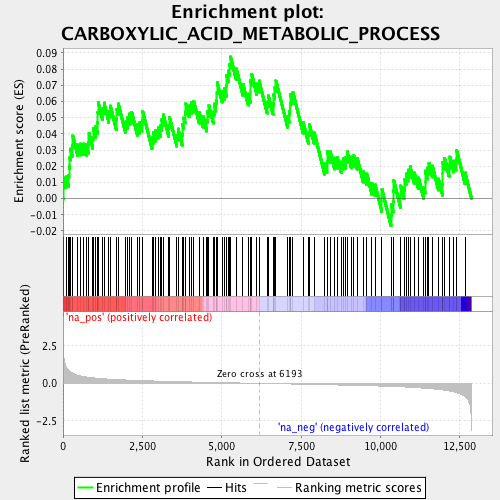 Enrichment plot:
CARBOXYLIC_ACID_METABOLIC_PROCESS
Enrichment score (ES)
0.09
0.08
0.07
0.06
0.05
0.04
0.03
0.02
0.01
0.00
-0.01
-0.02
'na_pos' (positively correlated)
Ranked list metric (PreRanked)
2.5
0.0
-2.5
Zero cross at 6193
'na_neg' (negatively correlated)
0
2,500
5,000
7,500
10,000
12,500
Rank in Ordered Dataset
Enrichment profile
Hits
Ranking metric scores